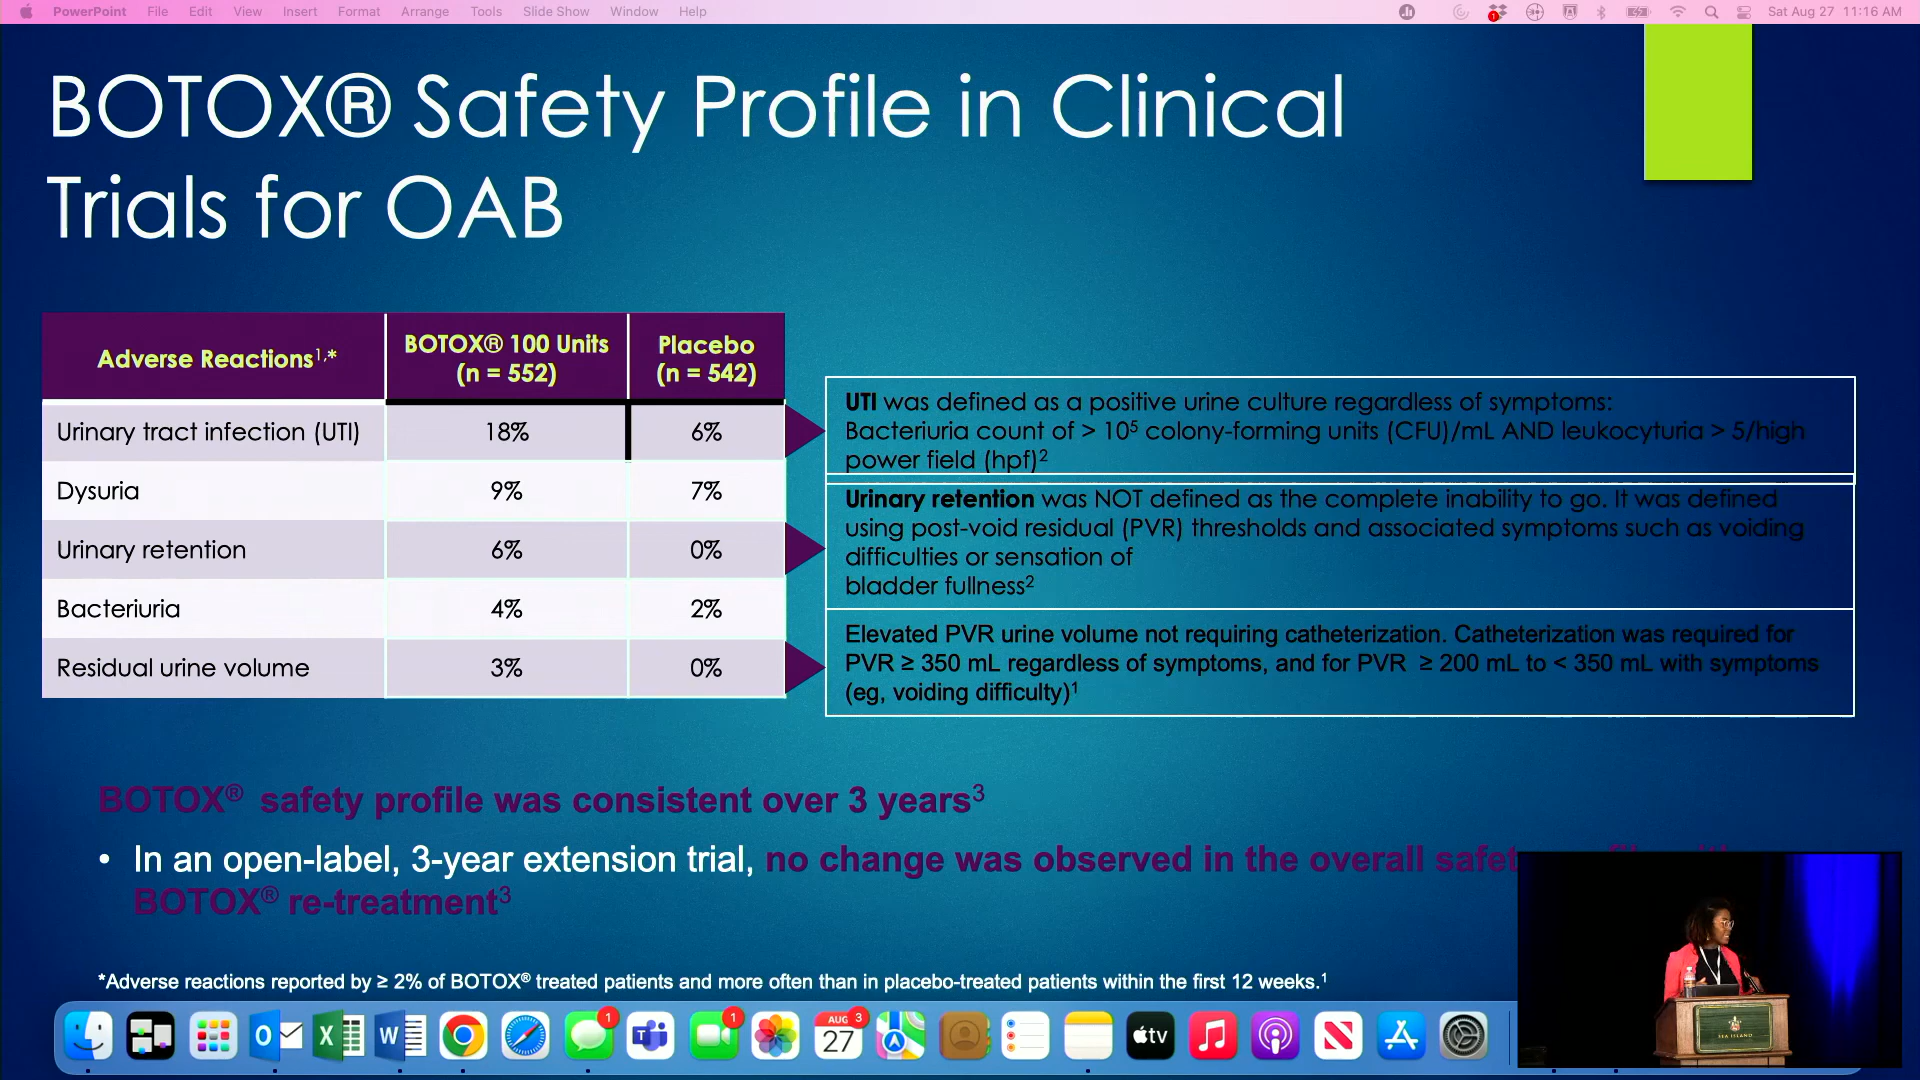 PowerPoint File Edit View Insert Format Arrange Tools Slide Show Window Help
1
Sat Aug 27 11:16 AM
BOTOX® Safety Profile in Clinical
Trials for OAB
Adverse Reactions¹,*
BOTOX® 100 Units
(n = 552)
Placebo
(n = 542)
Urinary tract infection (UTI) 18% 6%
Dysuria 9% 7%
Urinary retention 6% 0%
Bacteriuria 4% 2%
Residual urine volume 3% 0%
UTI was defined as a positive urine culture regardless of symptoms:
Bacteriuria count of > 10⁵ colony-forming units (CFU)/mL AND leukocyturia > 5/high
power field (hpf)²
Urinary retention was NOT defined as the complete inability to go. It was defined
using post-void residual (PVR) thresholds and associated symptoms such as voiding
difficulties or sensation of
bladder fullness²
Elevated PVR urine volume not requiring catheterization. Catheterization was required for
PVR ≥ 350 mL regardless of symptoms, and for PVR ≥ 200 mL to < 350 mL with symptoms
(eg, voiding difficulty)¹
BOTOX® safety profile was consistent over 3 years³
• In an open-label, 3-year extension trial, no change was observed in the overall
BOTOX® re-treatment³
*Adverse reactions reported by ≥ 2% of BOTOX® treated patients and more often than in placebo-treated patients within the first 12 weeks.¹
1
1
AUG 3
27
tv
SEA ISLAND